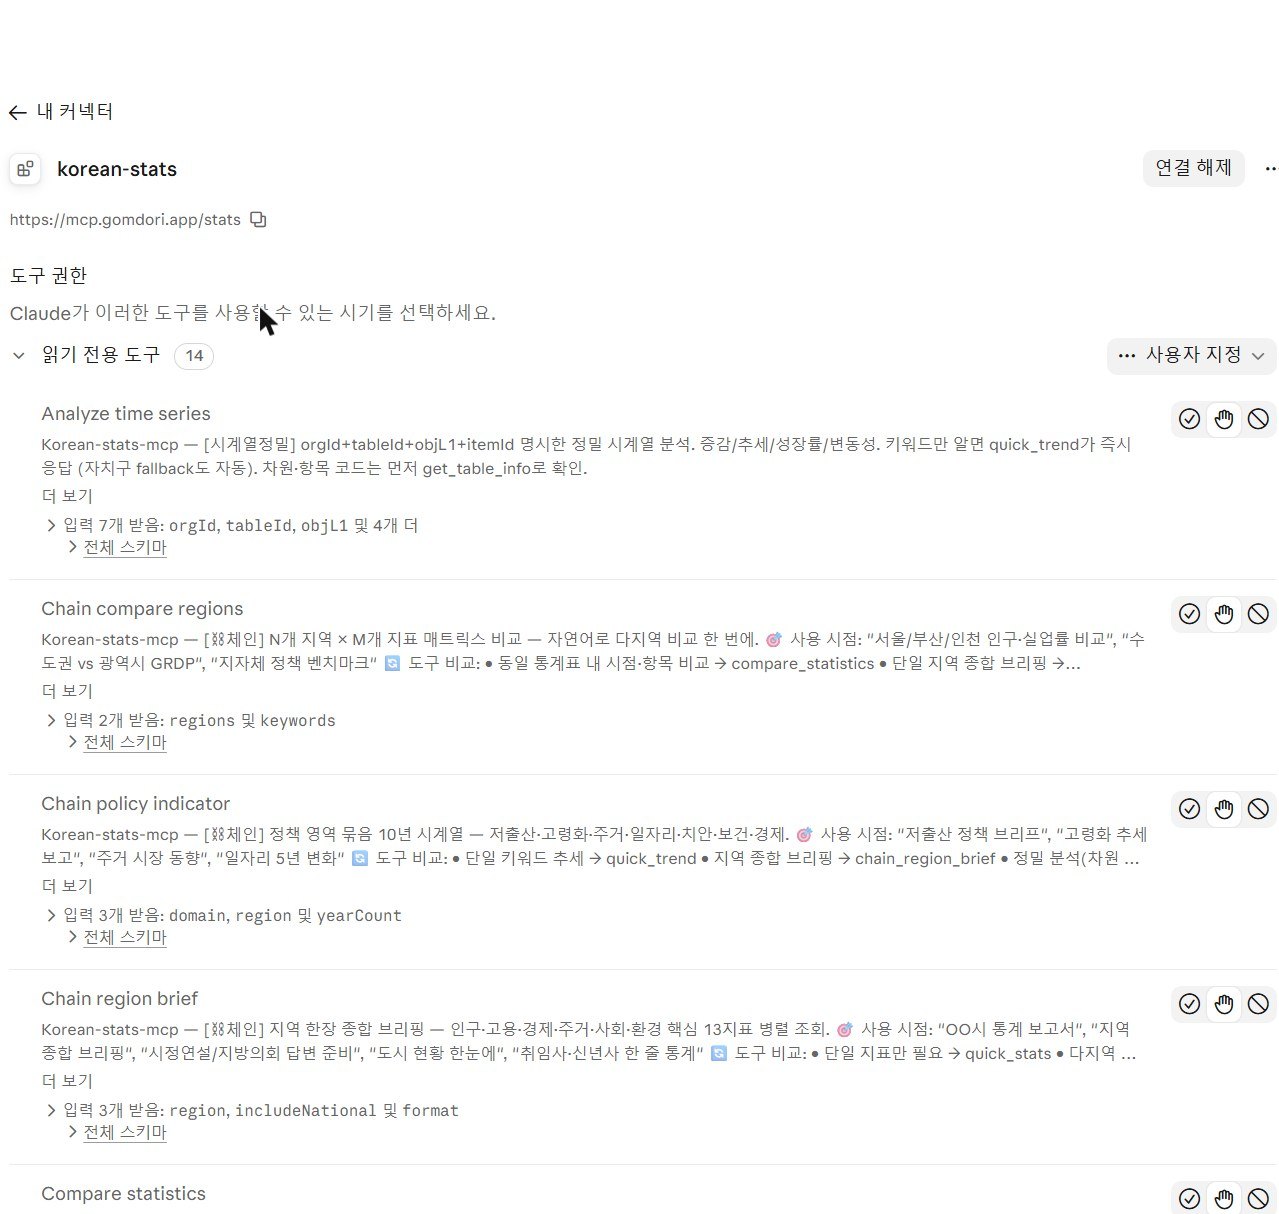 내 커넥터
korean-stats
연결 해제
https://mcp.gomdori.app/stats
도구 권한
Claude가 이러한 도구를 사용할 수 있는 시기를 선택하세요.
읽기 전용 도구 14
사용자 지정
Analyze time series
Korean-stats-mcp — [시계열정밀] orgId+tableId+objL1+itemId 명시한 정밀 시계열 분석. 증감/추세/성장률/변동성. 키워드만 알면 quick_trend가 즉시
응답 (자치구 fallback도 자동). 차원·항목 코드는 먼저 get_table_info로 확인.
더 보기
입력 7개 받음: orgId, tableId, objL1 및 4개 더
전체 스키마
Chain compare regions
Korean-stats-mcp — [⛓체인] N개 지역 × M개 지표 매트릭스 비교 — 자연어로 다지역 비교 한 번에. 🎯 사용 시점: "서울/부산/인천 인구·실업률 비교", "수
도권 vs 광역시 GRDP", "지자체 정책 벤치마크" 🔄 도구 비교: • 동일 통계표 내 시점·항목 비교 → compare_statistics • 단일 지역 종합 브리핑 →...
더 보기
입력 2개 받음: regions 및 keywords
전체 스키마
Chain policy indicator
Korean-stats-mcp — [⛓체인] 정책 영역 묶음 10년 시계열 — 저출산·고령화·주거·일자리·치안·보건·경제. 🎯 사용 시점: "저출산 정책 브리프", "고령화 추세
보고", "주거 시장 동향", "일자리 5년 변화" 🔄 도구 비교: • 단일 키워드 추세 → quick_trend • 지역 종합 브리핑 → chain_region_brief • 정밀 분석(차원 ...
더 보기
입력 3개 받음: domain, region 및 yearCount
전체 스키마
Chain region brief
Korean-stats-mcp — [⛓체인] 지역 한장 종합 브리핑 — 인구·고용·경제·주거·사회·환경 핵심 13지표 병렬 조회. 🎯 사용 시점: "OO시 통계 보고서", "지역
종합 브리핑", "시정연설/지방의회 답변 준비", "도시 현황 한눈에", "취임사·신년사 한 줄 통계" 🔄 도구 비교: • 단일 지표만 필요 → quick_stats • 다지역 ...
더 보기
입력 3개 받음: region, includeNational 및 format
전체 스키마
Compare statistics